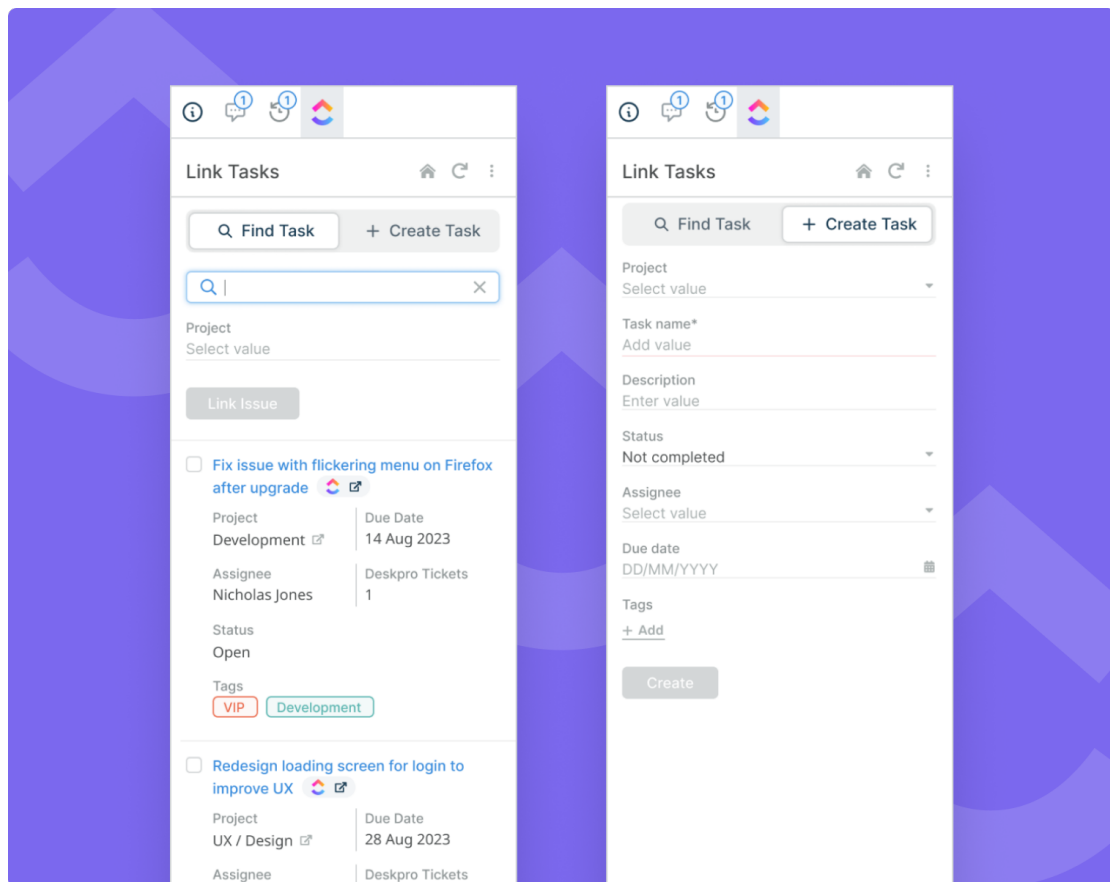 1 1
Link Tasks
Find Task + Create Task
Project
Select value
Link Issue
Fix issue with flickering menu on Firefox
after upgrade
Project Due Date
Development 14 Aug 2023
Assignee Deskpro Tickets
Nicholas Jones 1
Status
Open
Tags
VIP Development
Redesign loading screen for login to
improve UX
Project Due Date
UX / Design 28 Aug 2023
Assignee Deskpro Tickets
1 1
Link Tasks
Find Task + Create Task
Project
Select value
Task name*
Add value
Description
Enter value
Status
Not completed
Assignee
Select value
Due date
DD/MM/YYYY
Tags
+ Add
Create